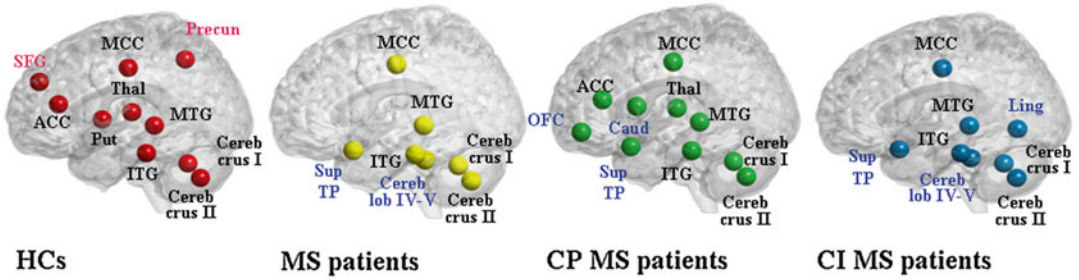 MCC
Precun
SFG
Thal
MTG
ACC
Put
Cereb
crus I
ITG
Cereb
crus II
HCs
MCC
MTG
Cereb
crus I
Sup
TP
ITG
Cereb
lob IV-V
Cereb
crus II
MS patients
MCC
ACC
Thal
MTG
OFC
Caud
Cereb
crus I
Sup
TP
ITG
Cereb
crus II
CP MS patients
MCC
MTG
Ling
Sup
TP
ITG
Cereb
crus I
Cereb
lob IV-V
Cereb
crus II
CI MS patients